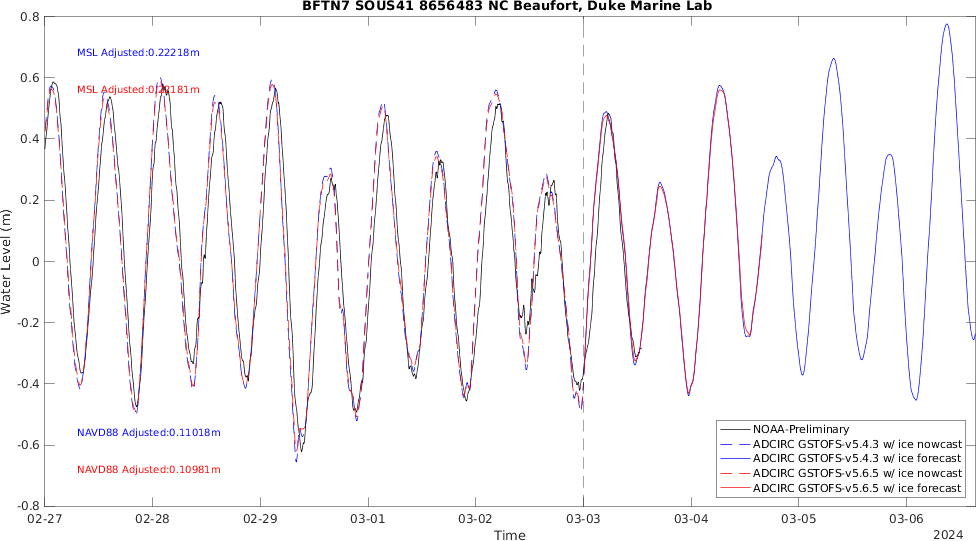 BFTN7 SOUS41 8656483 NC Beaufort, Duke Marine Lab
0.8
0.6
0.4
0.2
0
-0.2
-0.4
-0.6
-0.8
Water Level (m)
MSL Adjusted:0.22218m
MSL Adjusted:0.22181m
NAVD88 Adjusted:0.11018m
NAVD88 Adjusted:0.10981m
NOAA-Preliminary
ADCIRC GSTOFS-v5.4.3 w/ ice nowcast
ADCIRC GSTOFS-v5.4.3 w/ ice forecast
ADCIRC GSTOFS-v5.6.5 w/ ice nowcast
ADCIRC GSTOFS-v5.6.5 w/ ice forecast
02-27 02-28 02-29 03-01 03-02 03-03 03-04 03-05 03-06
Time
2024